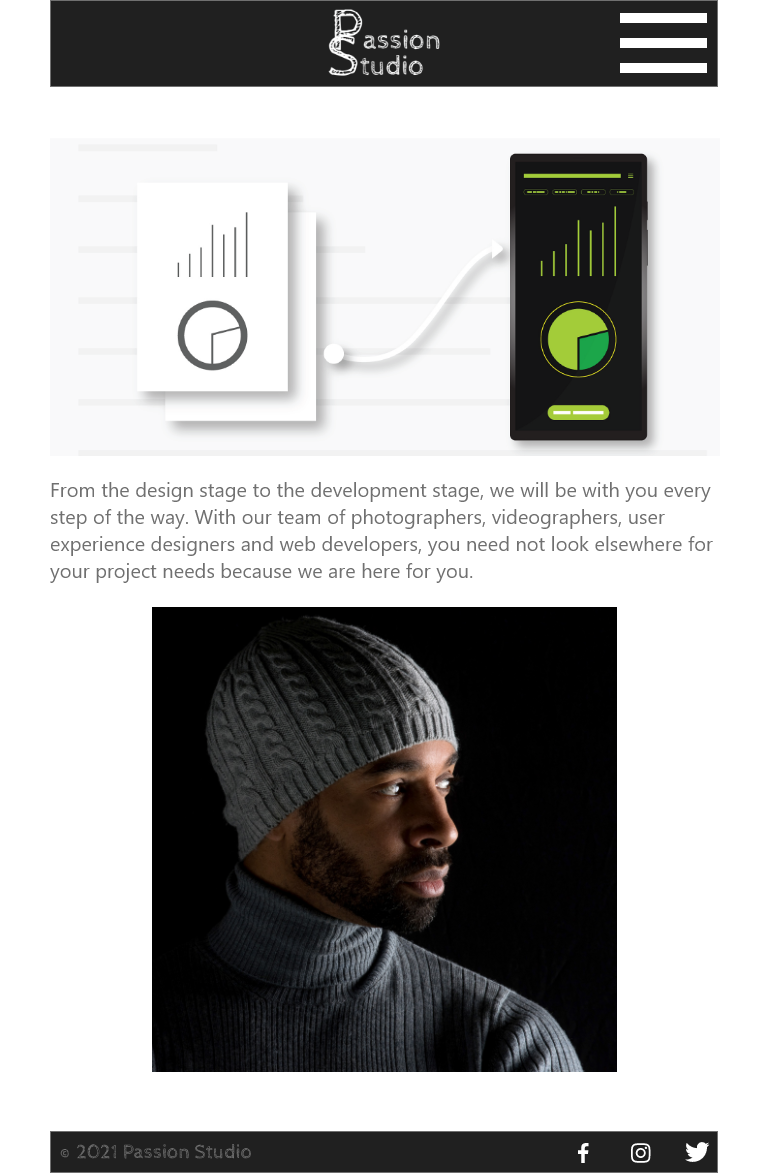 Passion
Studio
From the design stage to the development stage, we will be with you every
step of the way. With our team of photographers, videographers, user
experience designers and web developers, you need not look elsewhere for
your project needs because we are here for you.
© 2021 Passion Studio